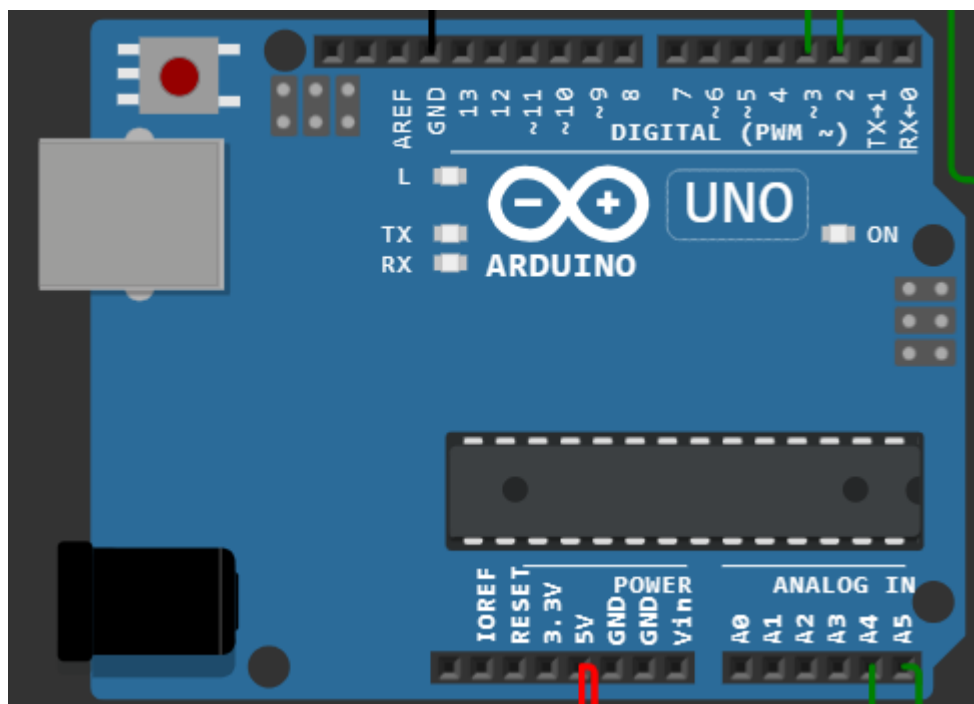 AREF
GND
13
12
~11
~10
~9
8
7
~6
~5
4
~3
2
TX→1
RX←0
DIGITAL (PWM ~)
L
TX
RX
ARDUINO
UNO
ON
IOREF
RESET
3.3V
5V
GND
GND
Vin
POWER
ANALOG IN
A0
A1
A2
A3
A4
A5